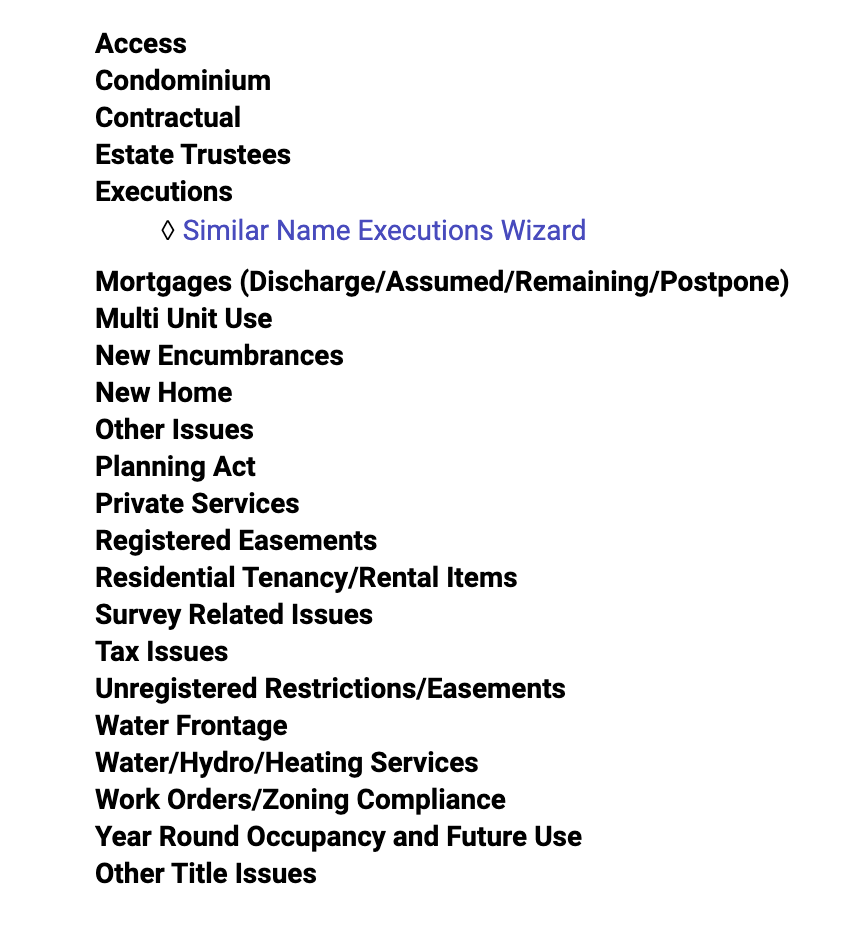 Access
Condominium
Contractual
Estate Trustees
Executions
◊ Similar Name Executions Wizard
Mortgages (Discharge/Assumed/Remaining/Postpone)
Multi Unit Use
New Encumbrances
New Home
Other Issues
Planning Act
Private Services
Registered Easements
Residential Tenancy/Rental Items
Survey Related Issues
Tax Issues
Unregistered Restrictions/Easements
Water Frontage
Water/Hydro/Heating Services
Work Orders/Zoning Compliance
Year Round Occupancy and Future Use
Other Title Issues